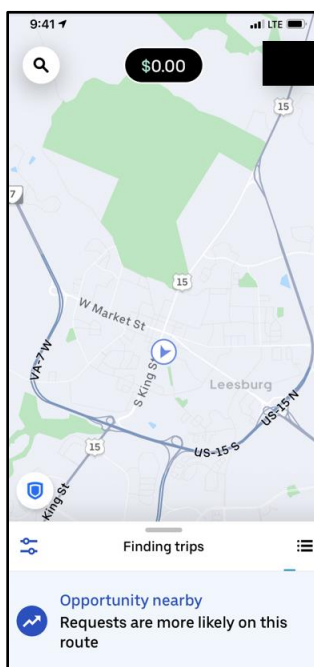 9:41
LTE
$0.00
15
7
15
W Market St
VA-7 W
S King St
Leesburg
US-15 N
15
US-15 S
King St
Finding trips
Opportunity nearby
Requests are more likely on this
route